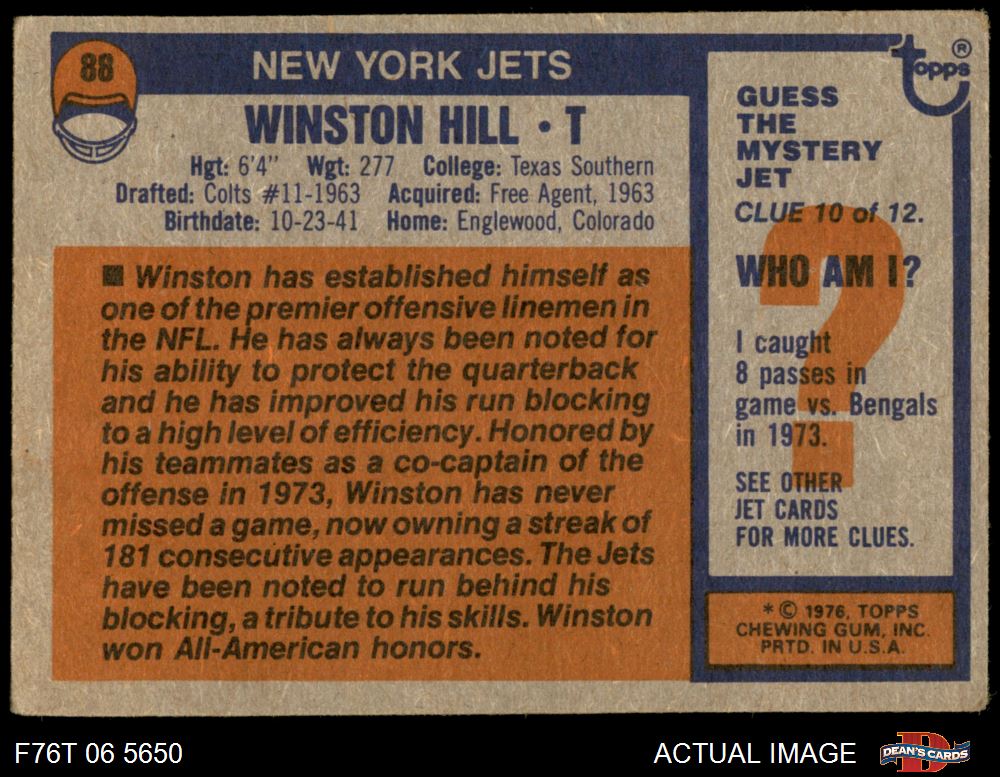 88
NEW YORK JETS
WINSTON HILL • T
Hgt: 6'4" Wgt: 277 College: Texas Southern
Drafted: Colts #11-1963 Acquired: Free Agent, 1963
Birthdate: 10-23-41 Home: Englewood, Colorado
■ Winston has established himself as
one of the premier offensive linemen in
the NFL. He has always been noted for
his ability to protect the quarterback
and he has improved his run blocking
to a high level of efficiency. Honored by
his teammates as a co-captain of the
offense in 1973, Winston has never
missed a game, now owning a streak of
181 consecutive appearances. The Jets
have been noted to run behind his
blocking, a tribute to his skills. Winston
won All-American honors.
topps®
GUESS
THE
MYSTERY
JET
CLUE 10 of 12.
?
WHO AM I?
I caught
8 passes in
game vs. Bengals
in 1973.
SEE OTHER
JET CARDS
FOR MORE CLUES.
* © 1976, TOPPS
CHEWING GUM, INC.
PRTD. IN U.S.A.
F76T 06 5650
ACTUAL IMAGE
D
DEAN'S CARDS